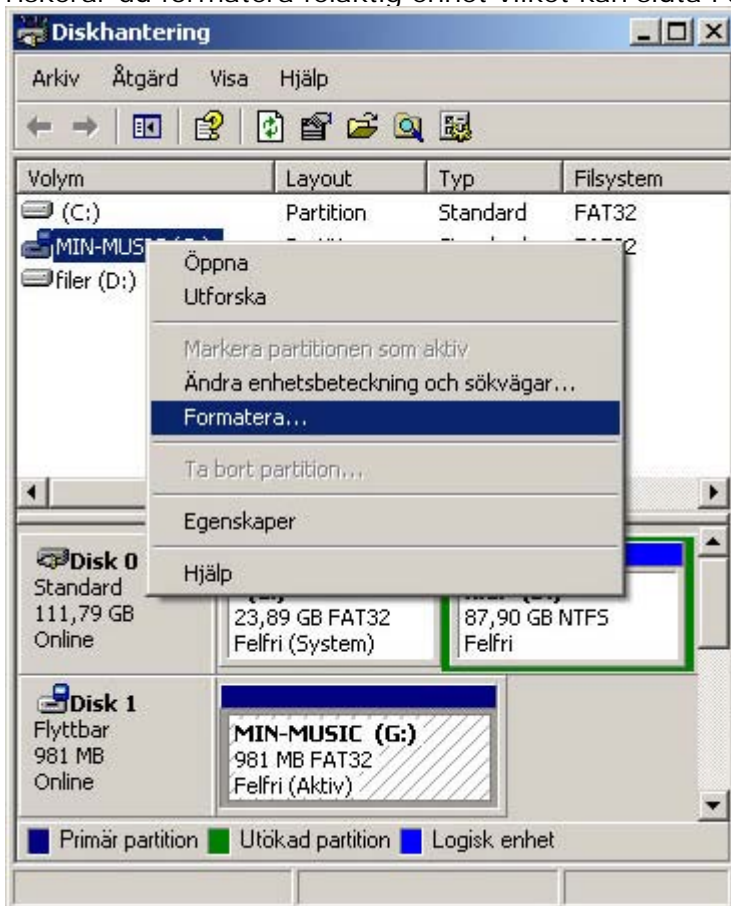 Diskhantering
Arkiv Åtgärd Visa Hjälp
Volym Layout Typ Filsystem
(C:) Partition Standard FAT32
MIN-MUSIC
filer (D:)
Öppna
Utforska
Markera partitionen som aktiv
Ändra enhetsbeteckning och sökvägar...
Formatera...
Ta bort partition...
Egenskaper
Hjälp
Disk 0
Standard
111,79 GB
Online
23,89 GB FAT32
Felfri (System)
87,90 GB NTFS
Felfri
Disk 1
Flyttbar
981 MB
Online
MIN-MUSIC (G:)
981 MB FAT32
Felfri (Aktiv)
Primär partition Utökad partition Logisk enhet